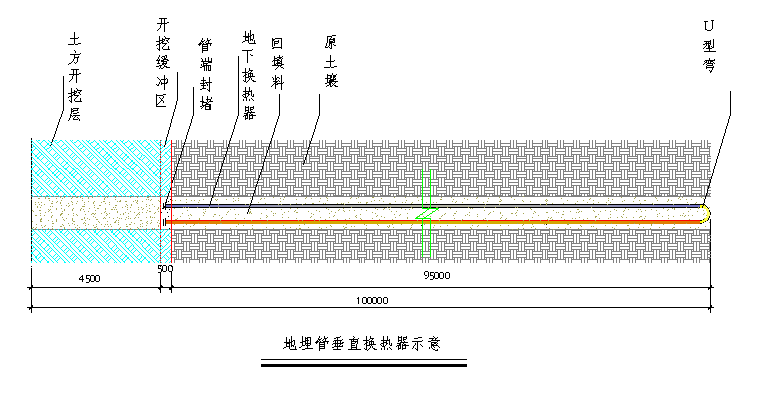 土方开挖层
开挖缓冲区
管端封堵
地下换热器
回填料
原土壤
U型弯
4500
500
95000
100000
地埋管垂直换热器示意